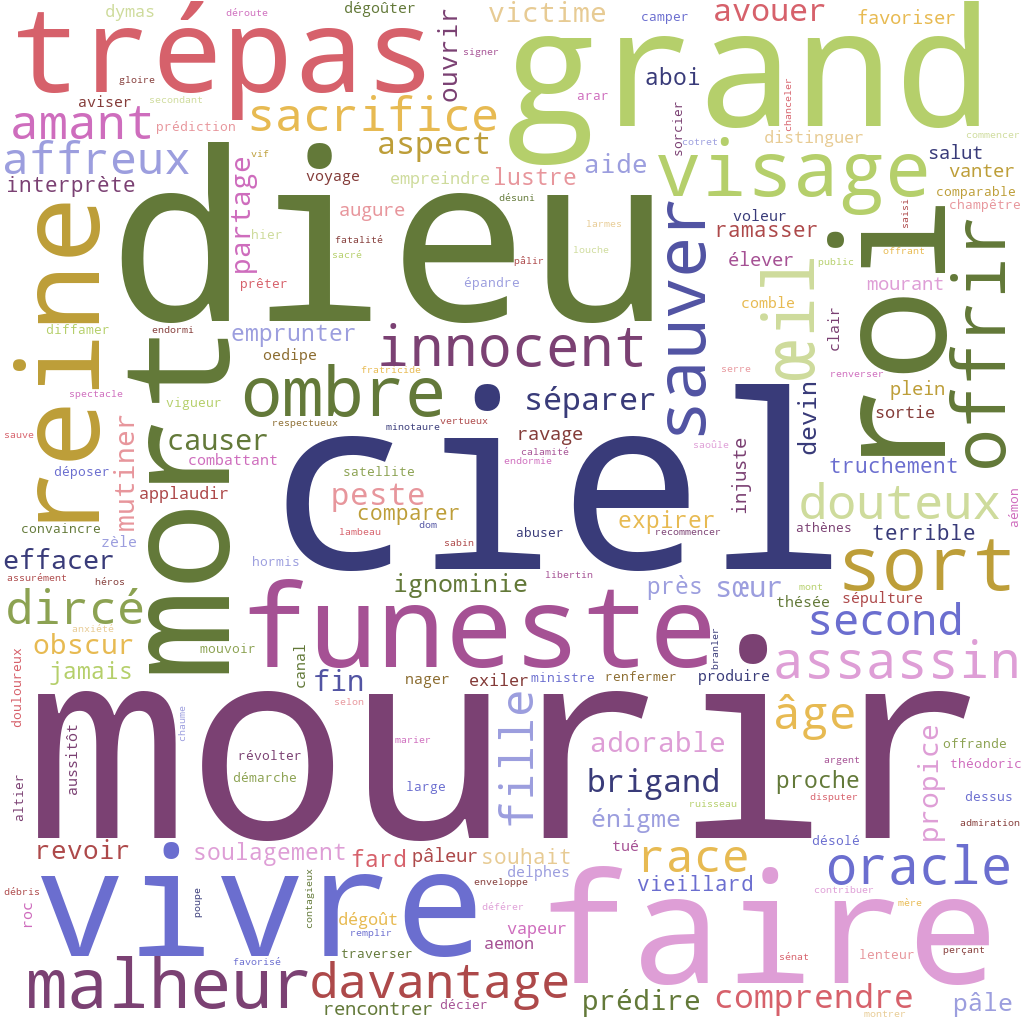 dymas
déroute
dégoûter
victime
camper
avouer
favoriser
trépas
grand
ouvrir
signer
gloire
aboi
aviser
secondant
arar
chanceler
amant
prédiction
sacrifice
aspect
sorcier
cotret
distinguer
commencer
affreux
vif
voyage
empreindre
lustre
aide
visage
salut
vanter
interprète
partage
augure
désuni
larmes
voleur
ramasser
saisi
comparable
champêtre
reine
dieu
hier
fatalité
sacré
pâlir
louche
sauver
élever
public
offrant
roi
offrir
prêter
épandre
œil
mourant
comble
clair
diffamer
endormi
emprunter
oedipe
innocent
fratricide
serre
renverser
spectacle
vigueur
ombre
séparer
devin
plein
sortie
mort
respectueux
minotaure
vertueux
ciel
sauve
mutiner
causer
ravage
saoûle
injuste
déposer
combattant
satellite
calamité
endormie
truchement
applaudir
peste
comparer
expirer
douteux
aémon
convaincre
zèle
lambeau
dom
sabin
abuser
recommencer
athènes
terrible
effacer
hormis
sort
assurément
héros
ignominie
libertin
près
sœur
mont
thésée
sépulture
dircé
funeste
second
anxiété
obscur
mouvoir
canal
branler
assassin
jamais
fin
nager
exiler
ministre
renfermer
produire
douloureux
selon
mourir
chaume
fille
âge
révolter
marier
adorable
propice
offrande
aussitôt
démarche
large
brigand
argent
proche
théodoric
altier
ruisseau
disputer
dessus
énigme
admiration
revoir
soulagement
fard
pâleur
souhait
tué
race
désolé
oracle
débris
vivre
enveloppe
delphes
vieillard
contribuer
roc
poupe
contagieux
déférer
faire
mère
dégoût
remplir
vapeur
aemon
favorisé
traverser
sénat
lenteur
perçant
malheur
davantage
rencontrer
décier
prédire
comprendre
montrer
pâle